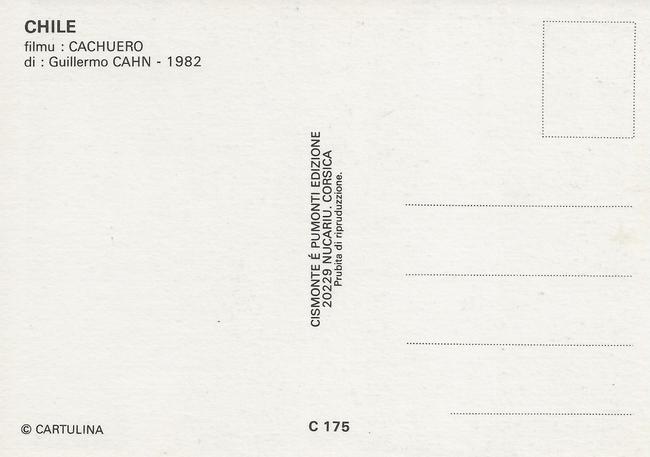 CHILE
filmu : CACHUERO
di : Guillermo CAHN - 1982
CISMONTE É PUMONTI EDIZIONE
20229 NUCARIU. CORSICA
Prubita di ripruduzzione.
© CARTULINA
C 175